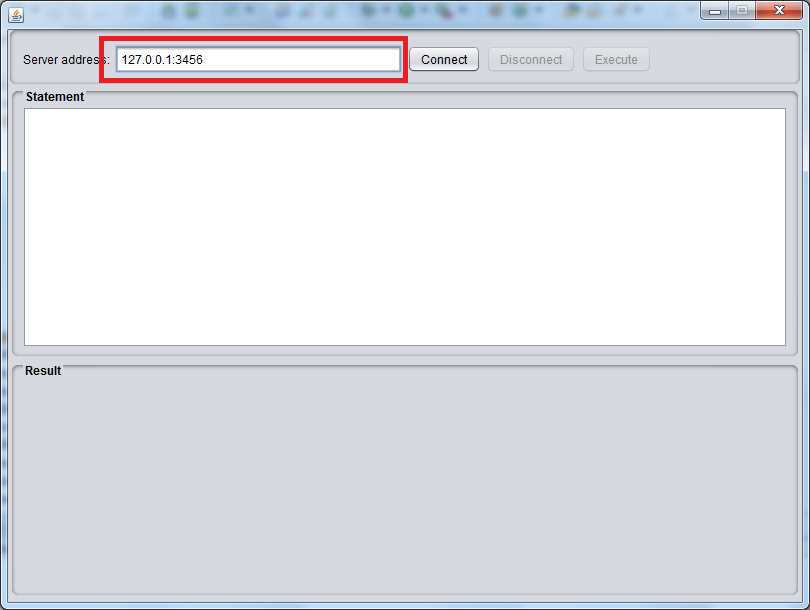 Server address: 127.0.0.1:3456 Connect Disconnect Execute
Statement
Result